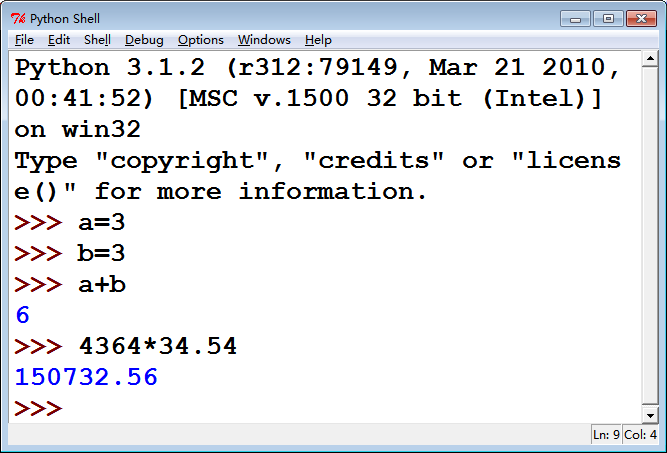 Python Shell
File Edit Shell Debug Options Windows Help
Python 3.1.2 (r312:79149, Mar 21 2010,
00:41:52) [MSC v.1500 32 bit (Intel)]
on win32
Type "copyright", "credits" or "licens
e()" for more information.
>>> a=3
>>> b=3
>>> a+b
6
>>> 4364*34.54
150732.56
>>>
Ln: 9 Col: 4